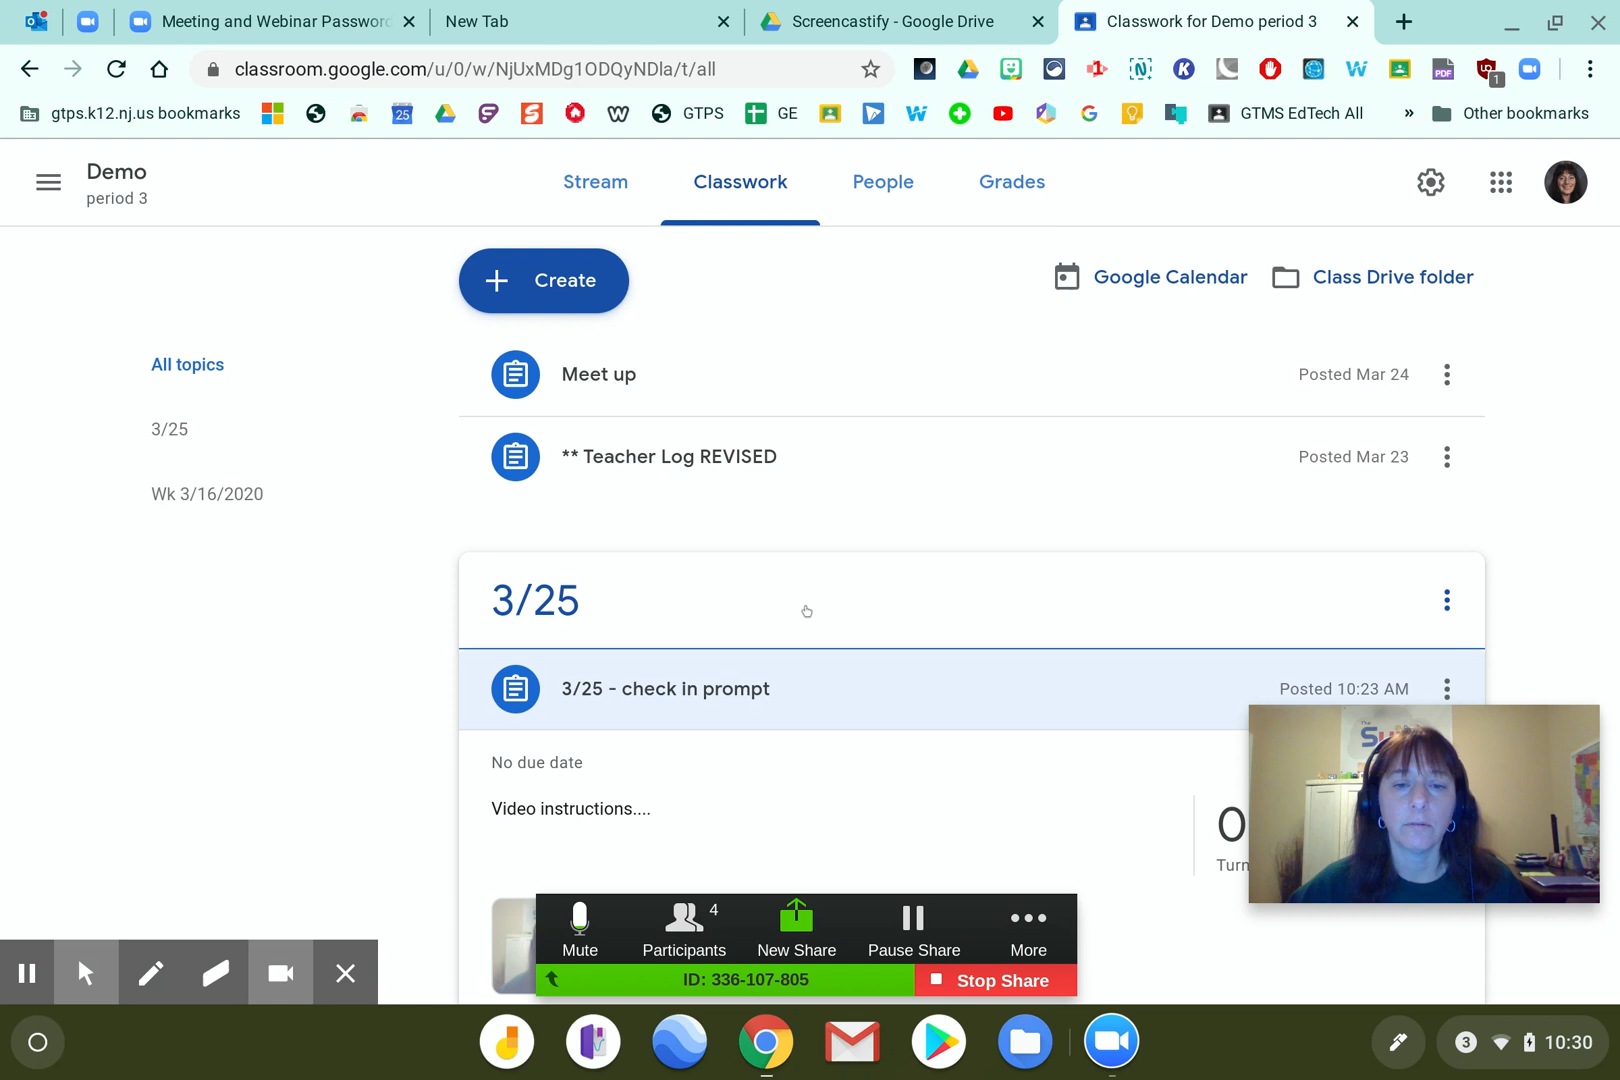 Meeting and Webinar Passwor
New Tab
Screencastify - Google Drive
Classwork for Demo period 3
classroom.google.com/u/0/w/NjUxMDg1ODQyNDla/t/all
1
gtps.k12.nj.us bookmarks
25
GTPS
GE
GTMS EdTech All
»
Other bookmarks
Demo
period 3
Stream
Classwork
People
Grades
Create
Google Calendar
Class Drive folder
All topics
3/25
Wk 3/16/2020
Meet up
Posted Mar 24
** Teacher Log REVISED
Posted Mar 23
3/25
3/25 - check in prompt
Posted 10:23 AM
No due date
Video instructions....
0
Turn
Mute
Participants
4
New Share
Pause Share
More
ID: 336-107-805
Stop Share
3
10:30